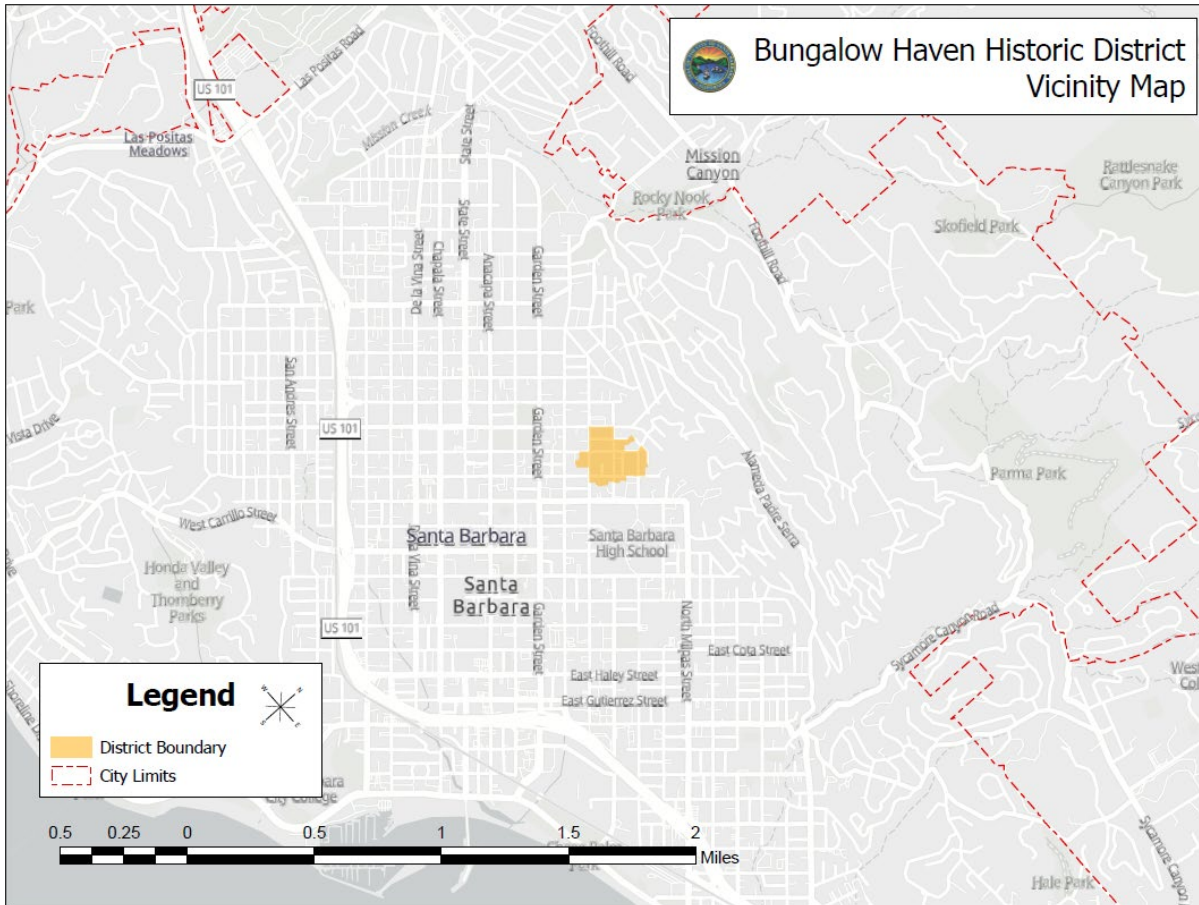 Bungalow Haven Historic District
Vicinity Map
Foothill Road
Las Positas Road
US 101
Mission Creek
State Street
Las Positas
Meadows
Mission
Canyon
Rattlesnake
Canyon Park
Rocky Nook
Park
Skofield Park
State Street
De la Vina Street
Chapala Street
Anacapa Street
Garden Street
Foothill Road
Park
San Andres Street
Vista Drive
US 101
Garden Street
Alameda Padre Serra
Parma Park
West Carrillo Street
Santa Barbara
Santa Barbara
High School
Honda Valley
and
Thornberry
Parks
Vina Street
Santa
Barbara
US 101
Garden Street
North Milpas Street
East Cota Street
Sycamore Canyon Road
East Haley Street
East Gutierrez Street
West
Col
Legend
W N
S E
Shoreline D
District Boundary
City Limits
City College
0.5 0.25 0 0.5 1 1.5 2
Miles
Park
Sycamore Canyon
Hale Park